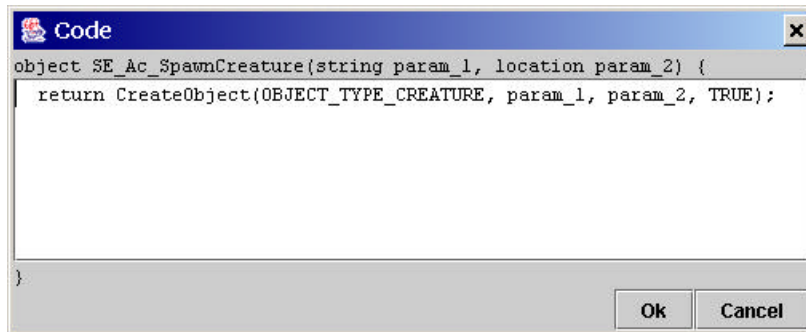 Code
object SE_Ac_SpawnCreature(string param_1, location param_2) {
return CreateObject(OBJECT_TYPE_CREATURE, param_1, param_2, TRUE);
}
Ok Cancel